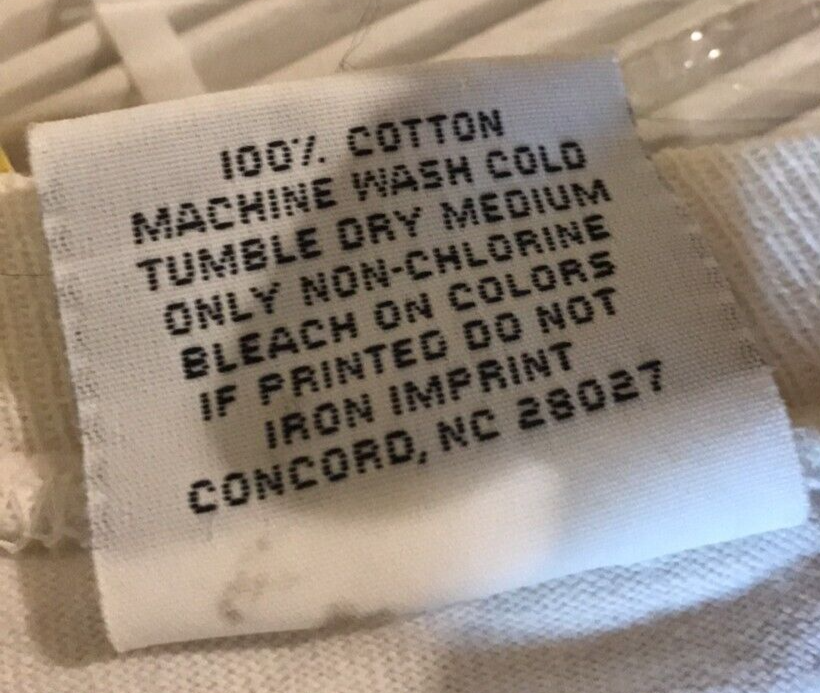 100% COTTON
MACHINE WASH COLD
TUMBLE DRY MEDIUM
ONLY NON-CHLORINE
BLEACH ON COLORS
IF PRINTED DO NOT
IRON IMPRINT
CONCORD, NC 28027